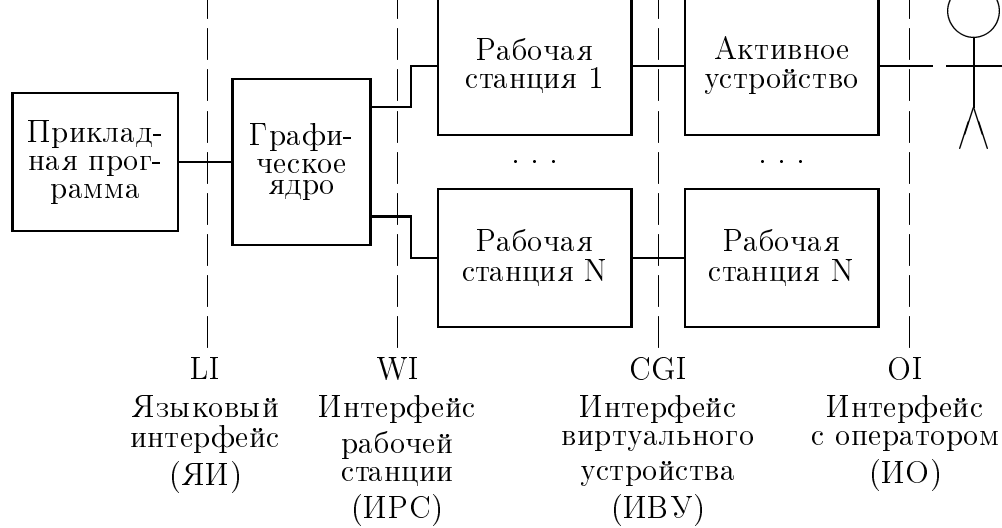 Рабочая
станция 1
Активное
устройство
Приклад-
ная прог-
рамма
Графи-
ческое
ядро
. . .
. . .
Рабочая
станция N
Рабочая
станция N
LI
Языковый
интерфейс
(ЯИ)
WI
Интерфейс
рабочей
станции
(ИРС)
CGI
Интерфейс
виртуального
устройства
(ИВУ)
OI
Интерфейс
с оператором
(ИО)